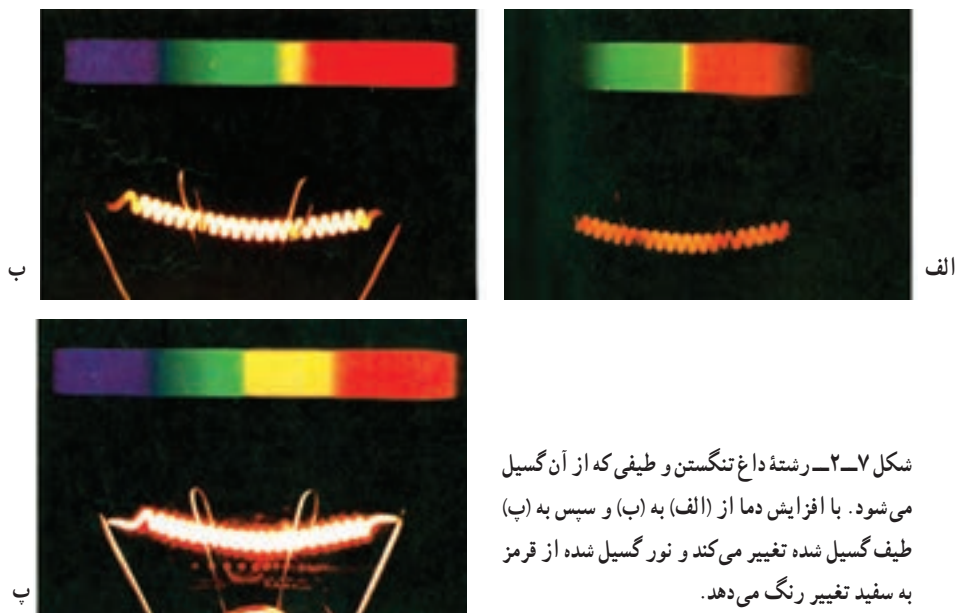 الف
ب
پ
شکل ۷ــ۲ــ رشتهٔ داغ تنگستن و طیفی که از آن گسیل
می‌شود. با افزایش دما از (الف) به (ب) و سپس به (پ)
طیف گسیل شده تغییر می‌کند و نور گسیل شده از قرمز
به سفید تغییر رنگ می‌دهد.